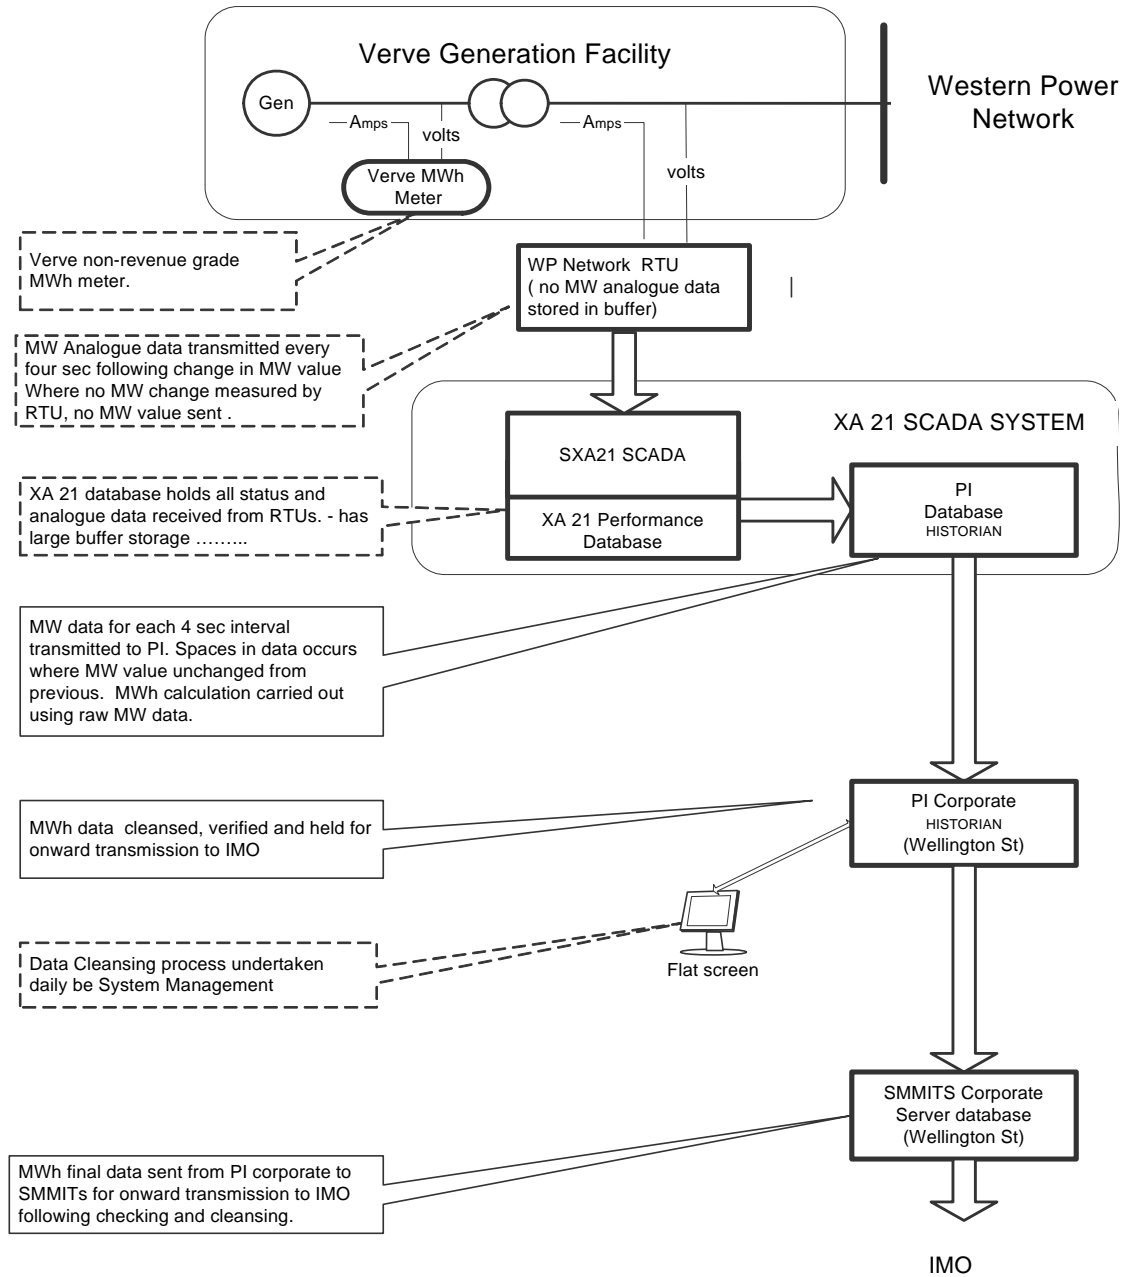 Verve Generation Facility
Western Power
Network
Gen
Amps
volts
Amps
volts
Verve MWh
Meter
Verve non-revenue grade
MWh meter.
WP Network  RTU
( no MW analogue data
stored in buffer)
MW Analogue data transmitted every
four sec following change in MW value
Where no MW change measured by
RTU, no MW value sent .
XA 21 SCADA SYSTEM
SXA21 SCADA
XA 21 Performance
Database
PI
Database
HISTORIAN
XA 21 database holds all status and
analogue data received from RTUs. - has
large buffer storage ……...
MW data for each 4 sec interval
transmitted to PI. Spaces in data occurs
where MW value unchanged from
previous.  MWh calculation carried out
using raw MW data.
PI Corporate
HISTORIAN
(Wellington St)
MWh data  cleansed, verified and held for
onward transmission to IMO
Flat screen
Data Cleansing process undertaken
daily be System Management
SMMITS Corporate
Server database
(Wellington St)
MWh final data sent from PI corporate to
SMMITs for onward transmission to IMO
following checking and cleansing.
IMO